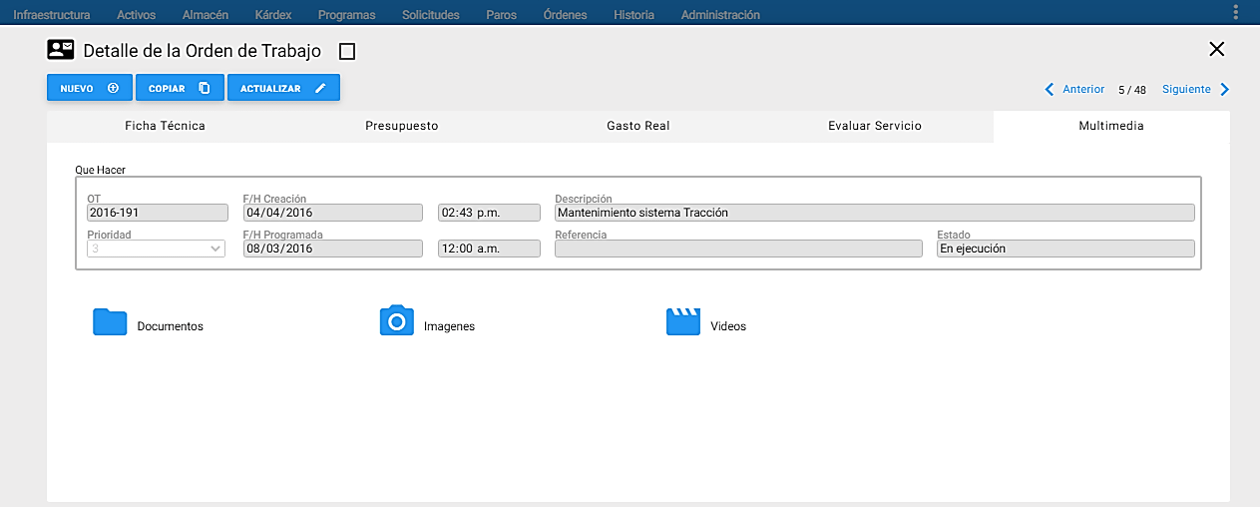 Infraestructura Activos Almacén Kárdex Programas Solicitudes Paros Órdenes Historia Administración
Detalle de la Orden de Trabajo
NUEVO COPIAR ACTUALIZAR Anterior 5 / 48 Siguiente
Ficha Técnica Presupuesto Gasto Real Evaluar Servicio Multimedia
Que Hacer
OT F/H Creación Descripción
2016-191 04/04/2016 02:43 p.m. Mantenimiento sistema Tracción
Prioridad F/H Programada Referencia Estado
3 08/03/2016 12:00 a.m. En ejecución
Documentos Imagenes Videos